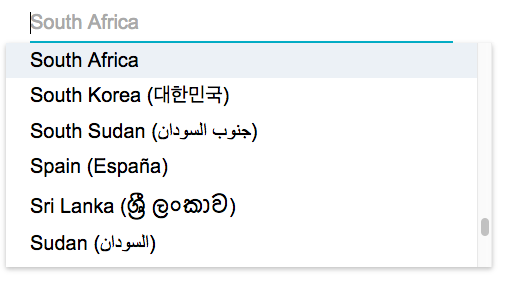 South Africa
South Africa
South Korea (대한민국)
South Sudan (جنوب السودان)
Spain (España)
Sri Lanka (ශ්‍රී ලංකාව)
Sudan (السودان)